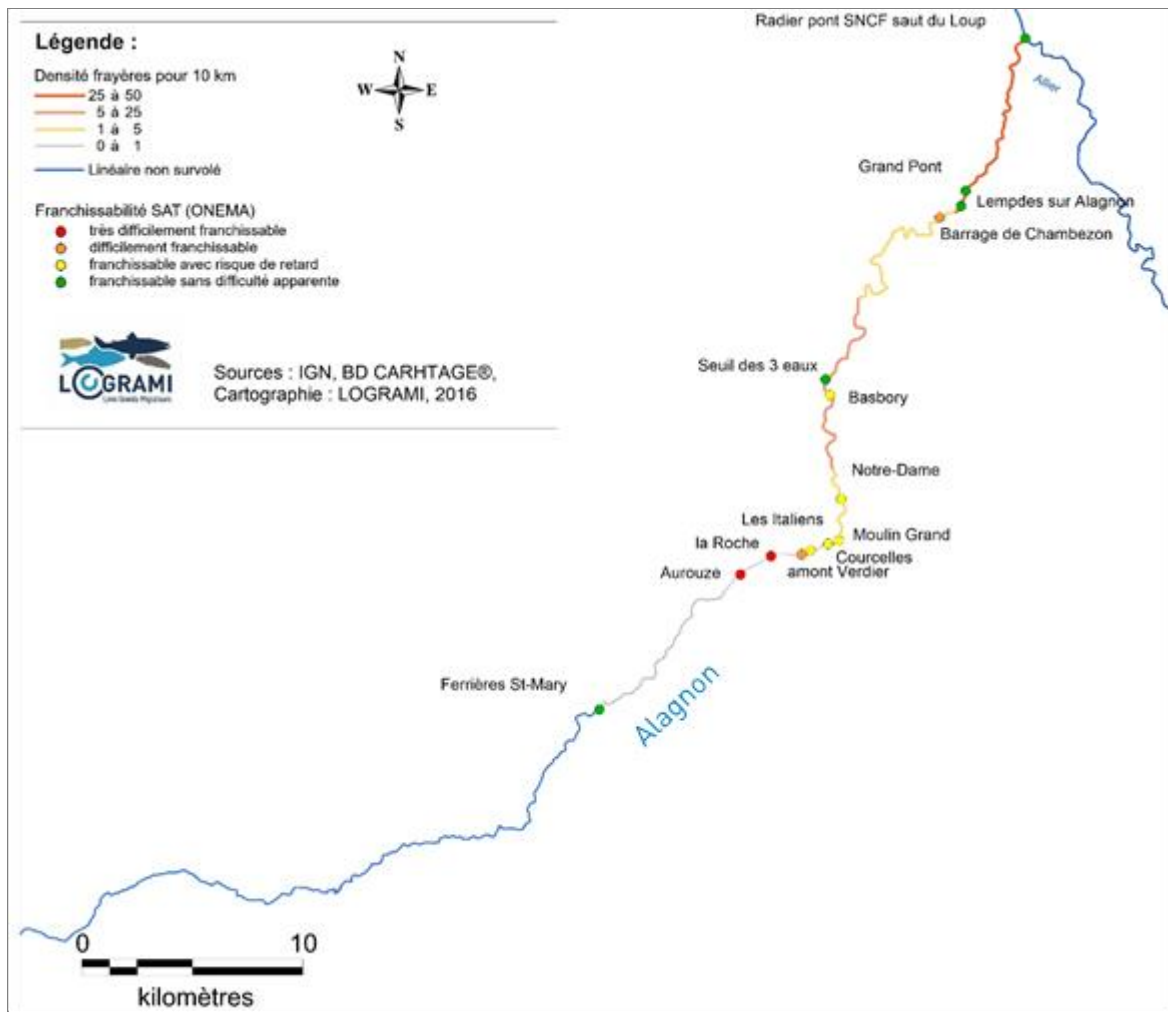 Légende :
Densité frayères pour 10 km
25 à 50
5 à 25
1 à 5
0 à 1
Linéaire non survolé
Franchissabilité SAT (ONEMA)
très difficilement franchissable
difficilement franchissable
franchissable avec risque de retard
franchissable sans difficulté apparente
N
W E
S
LOGRAMI
Loire Grands Migrateurs
Sources : IGN, BD CARHTAGE®,
Cartographie : LOGRAMI, 2016
Radier pont SNCF saut du Loup
Allier
Grand Pont
Lempdes sur Alagnon
Barrage de Chambezon
Seuil des 3 eaux
Basbory
Notre-Dame
Les Italiens
Moulin Grand
la Roche
Courcelles
Aurouze
amont Verdier
Ferrières St-Mary
Alagnon
0 10
kilomètres